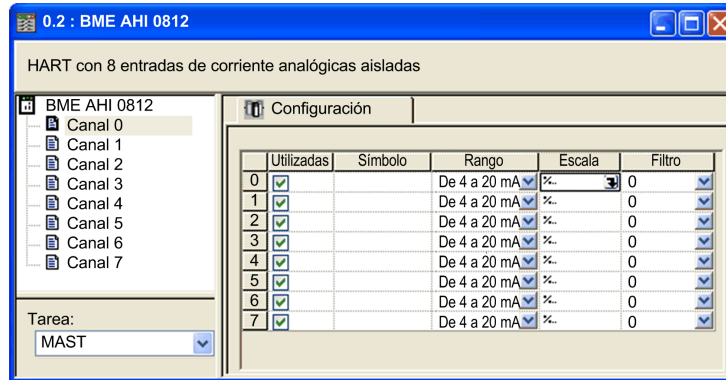 0.2 : BME AHI 0812
HART con 8 entradas de corriente analógicas aisladas
BME AHI 0812
Canal 0
Canal 1
Canal 2
Canal 3
Canal 4
Canal 5
Canal 6
Canal 7
Tarea:
MAST
Configuración
Utilizadas Símbolo Rango Escala Filtro
0 De 4 a 20 mA %.. 0
1 De 4 a 20 mA %.. 0
2 De 4 a 20 mA %.. 0
3 De 4 a 20 mA %.. 0
4 De 4 a 20 mA %.. 0
5 De 4 a 20 mA %.. 0
6 De 4 a 20 mA %.. 0
7 De 4 a 20 mA %.. 0